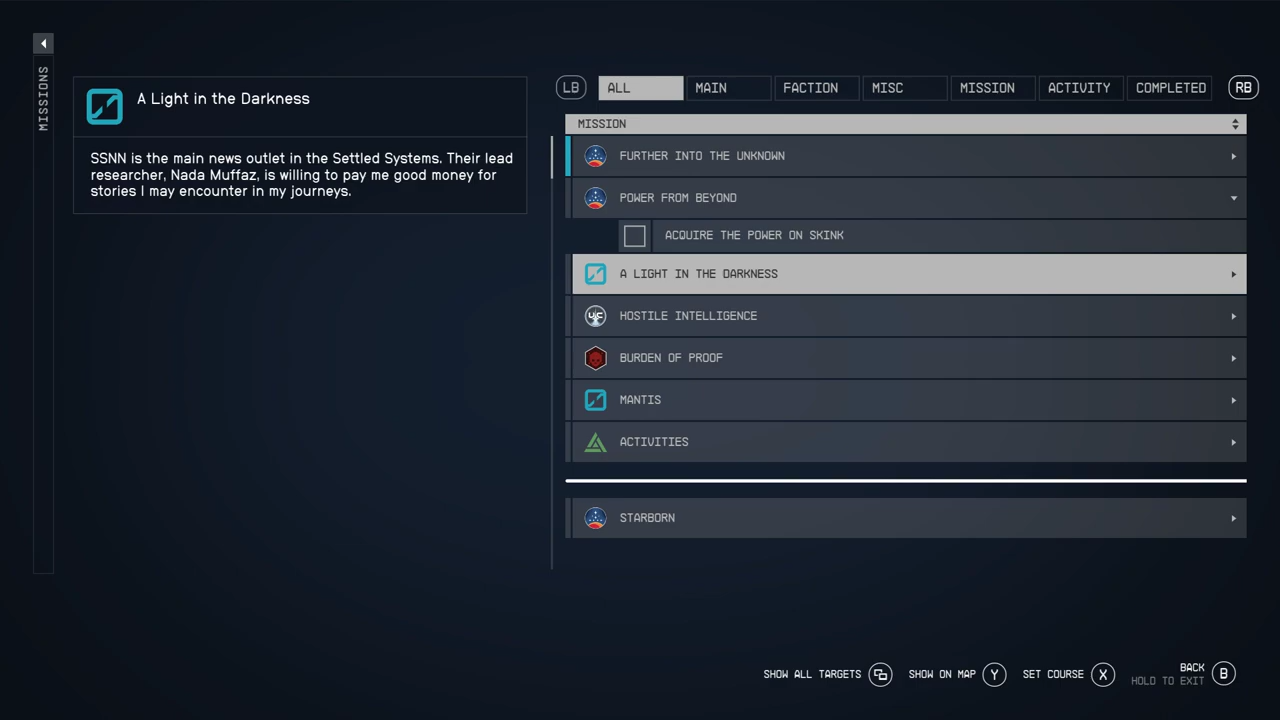 MISSIONS
A Light in the Darkness
SSNN is the main news outlet in the Settled Systems. Their lead
researcher, Nada Muffaz, is willing to pay me good money for
stories I may encounter in my journeys.
LB ALL MAIN FACTION MISC MISSION ACTIVITY COMPLETED RB
MISSION
FURTHER INTO THE UNKNOWN
POWER FROM BEYOND
ACQUIRE THE POWER ON SKINK
A LIGHT IN THE DARKNESS
UC HOSTILE INTELLIGENCE
BURDEN OF PROOF
MANTIS
ACTIVITIES
STARBORN
SHOW ALL TARGETS SHOW ON MAP Y SET COURSE X BACK B
HOLD TO EXIT